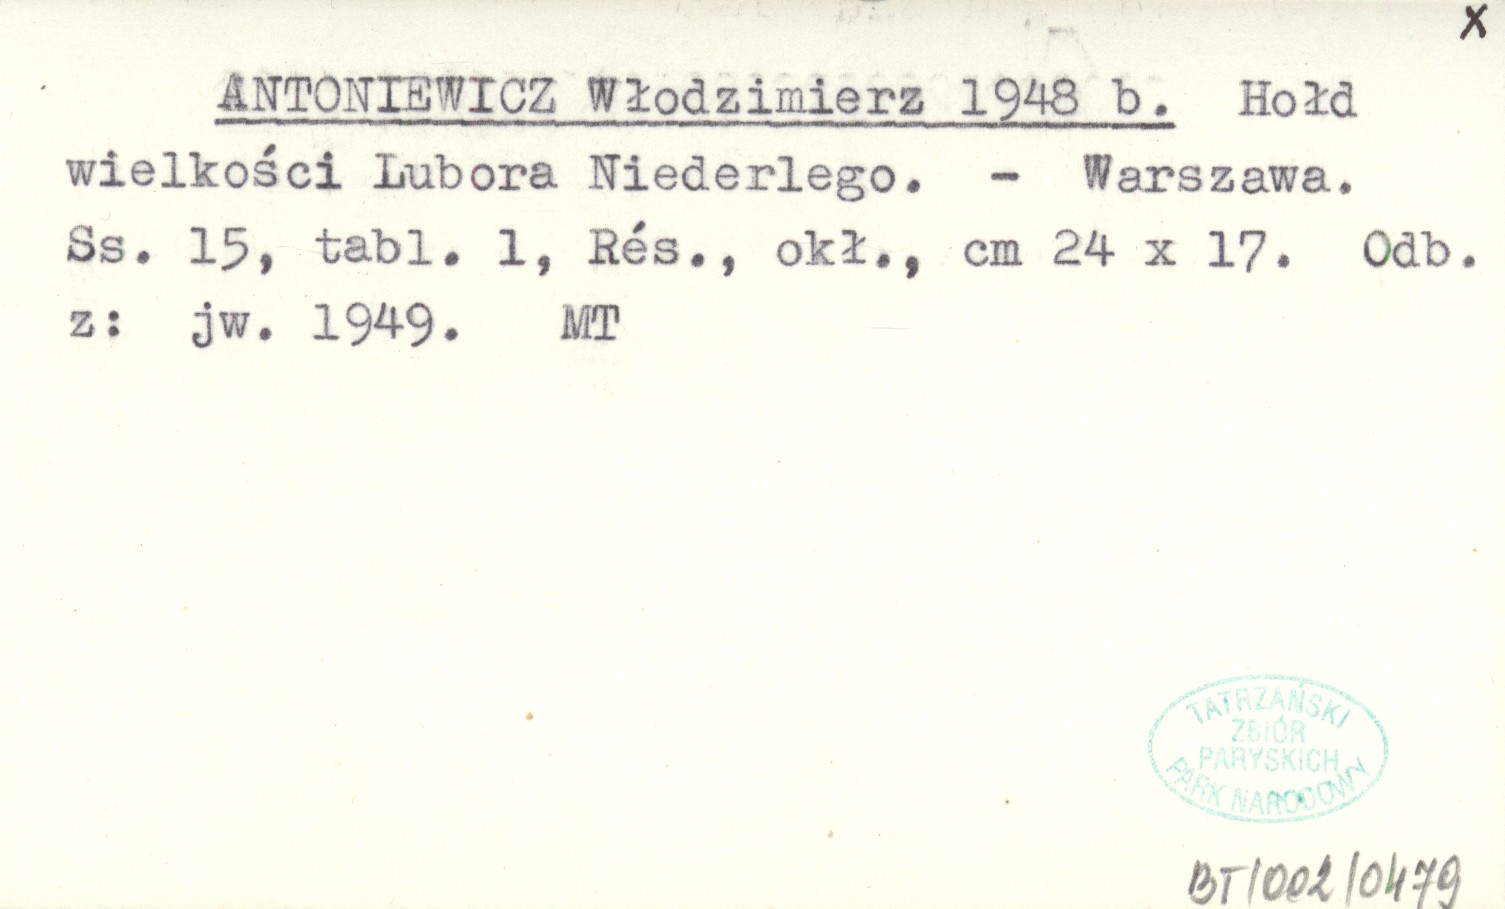 x
ANTONIEWICZ Włodzimierz 1948 b. Hołd
wielkości Lubora Niederlego. - Warszawa.
Ss. 15, tabl. 1, Rés., okł., cm 24 x 17. Odb.
z: jw. 1949. MT
TATRZAŃSKI
ZBIÓR
PARYSKICH
PARK NARODOWY
BT/002/0479